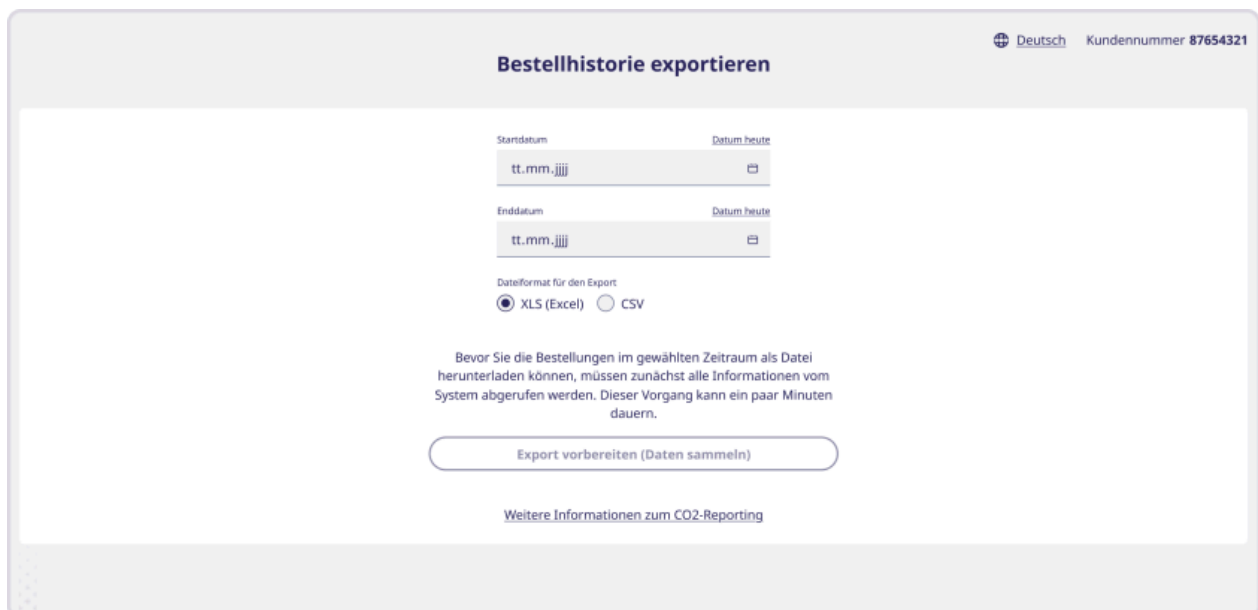 Deutsch Kundennummer 87654321
Bestellhistorie exportieren
Startdatum Datum heute
tt.mm.jjjj
Enddatum Datum heute
tt.mm.jjjj
Dateiformat für den Export
XLS (Excel) CSV
Bevor Sie die Bestellungen im gewählten Zeitraum als Datei
herunterladen können, müssen zunächst alle Informationen vom
System abgerufen werden. Dieser Vorgang kann ein paar Minuten
dauern.
Export vorbereiten (Daten sammeln)
Weitere Informationen zum CO2-Reporting